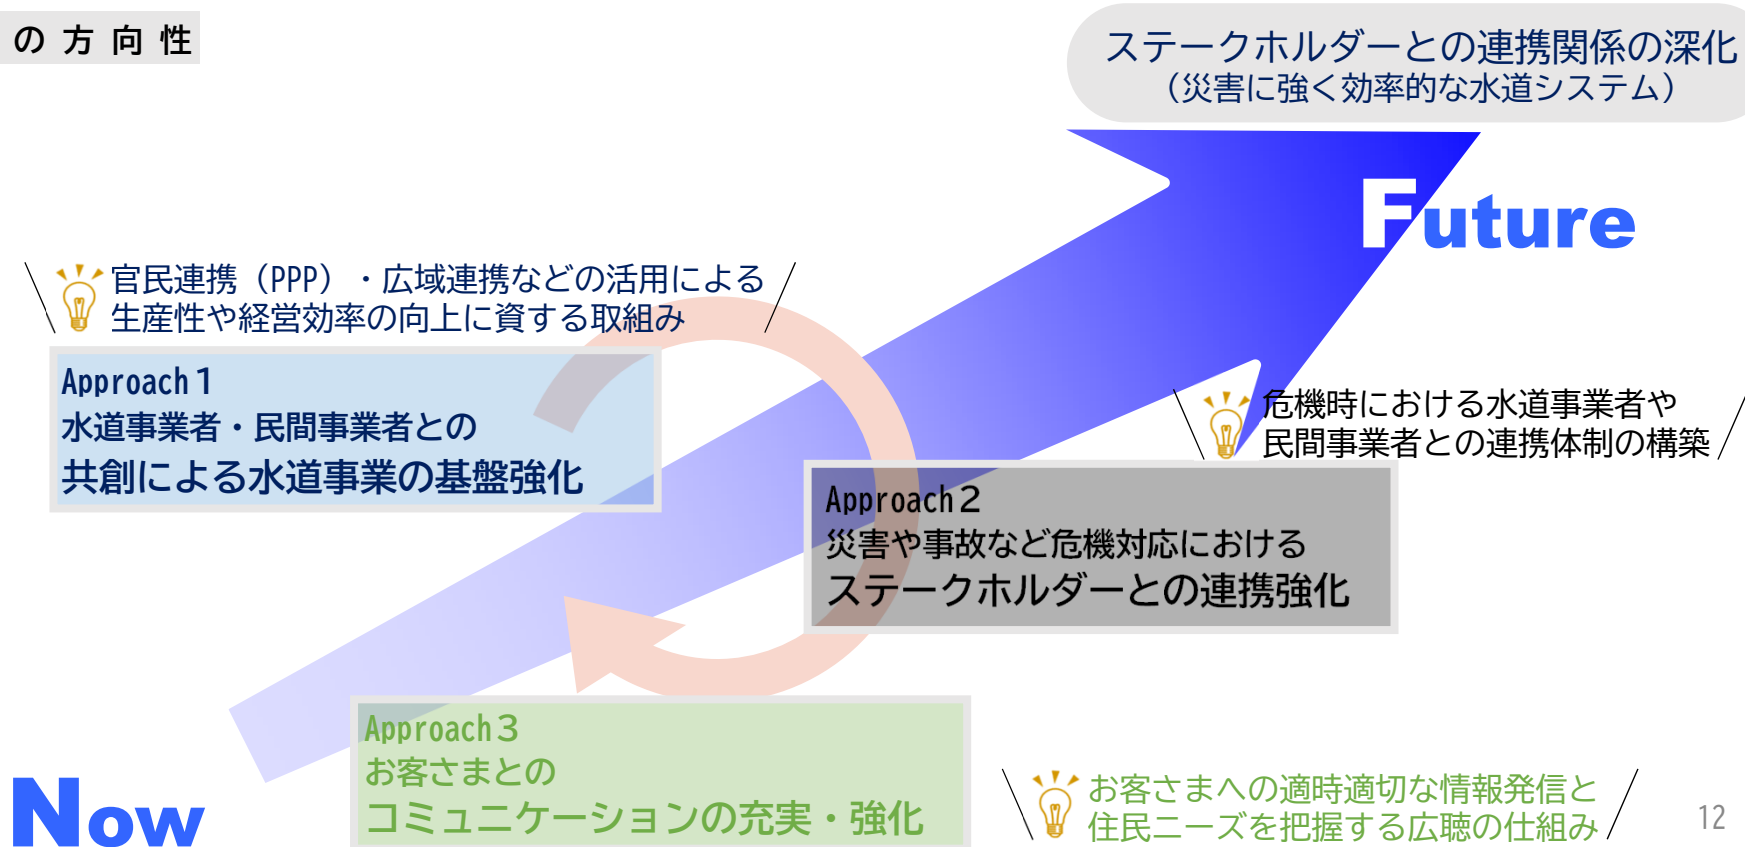 の方向性
ステークホルダーとの連携関係の深化
（災害に強く効率的な水道システム）
Future
官民連携（PPP）・広域連携などの活用による
生産性や経営効率の向上に資する取組み
Approach１
水道事業者・民間事業者との
共創による水道事業の基盤強化
危機時における水道事業者や
民間事業者との連携体制の構築
Approach２
災害や事故など危機対応における
ステークホルダーとの連携強化
Approach３
お客さまとの
コミュニケーションの充実・強化
お客さまへの適時適切な情報発信と
住民ニーズを把握する広聴の仕組み
Now
12